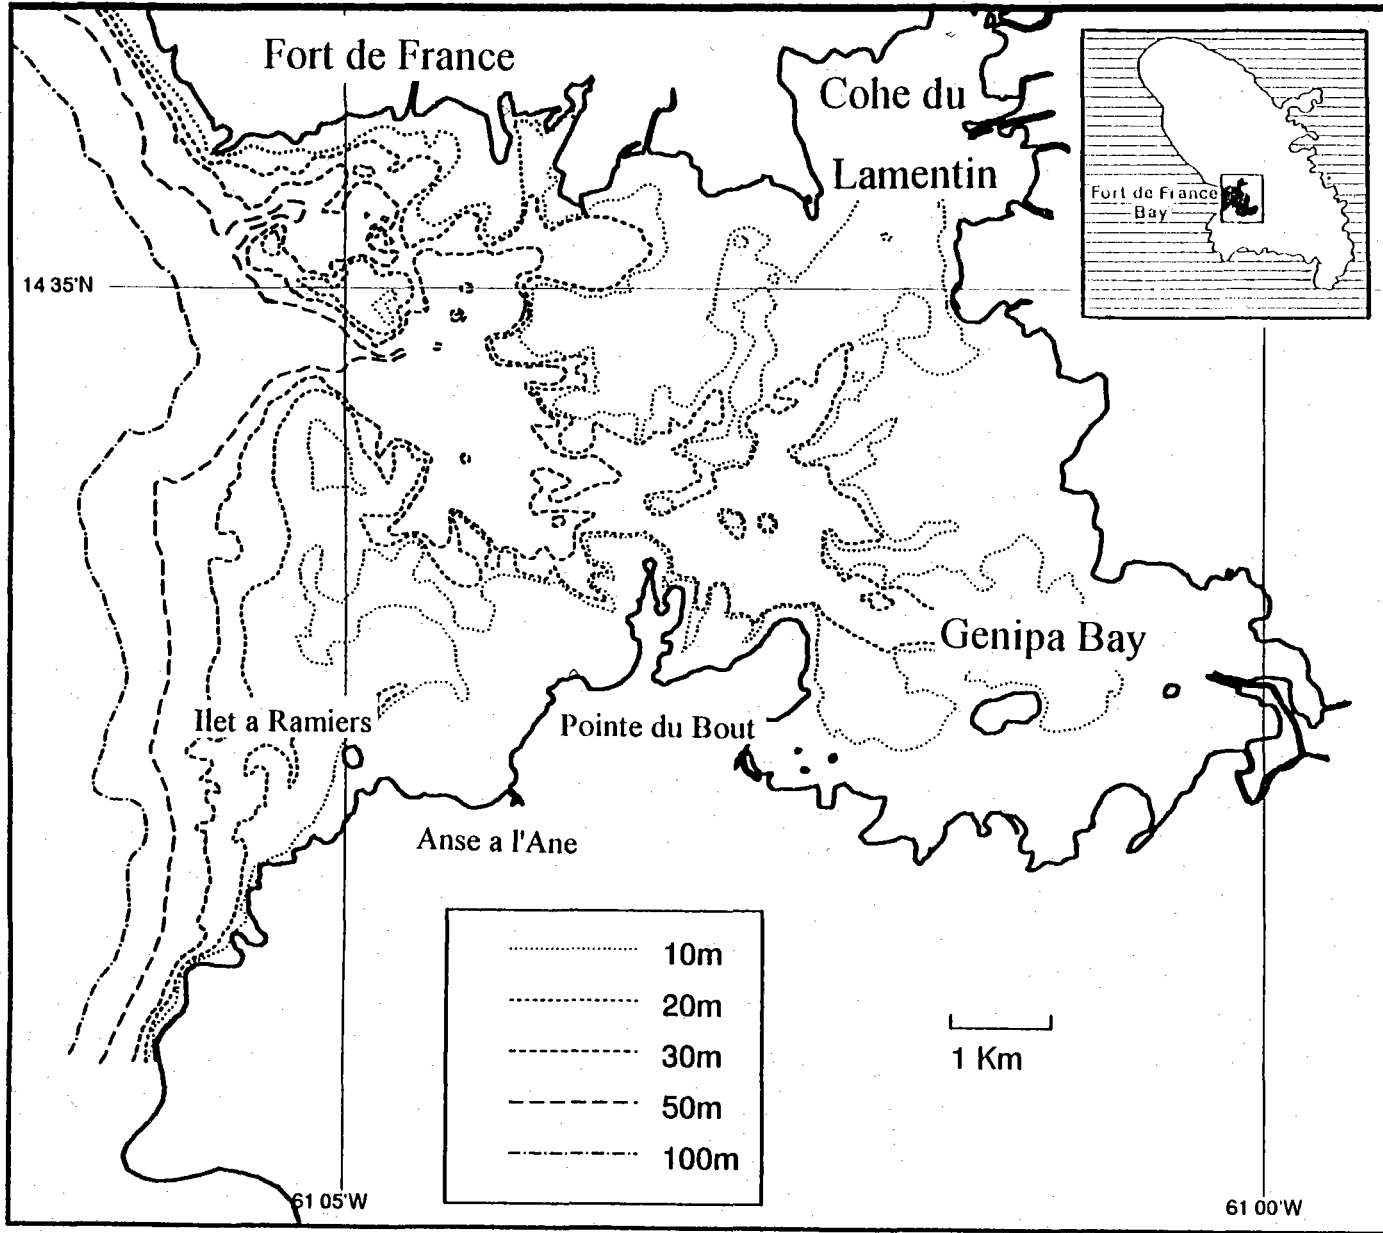 Fort de France
Cohe du
Lamentin
Fort de France
Bay
14 35'N
Genipa Bay
Ilet a Ramiers
Pointe du Bout
Anse a l'Ane
10m
20m
30m
50m
100m
1 Km
61 05'W
61 00'W